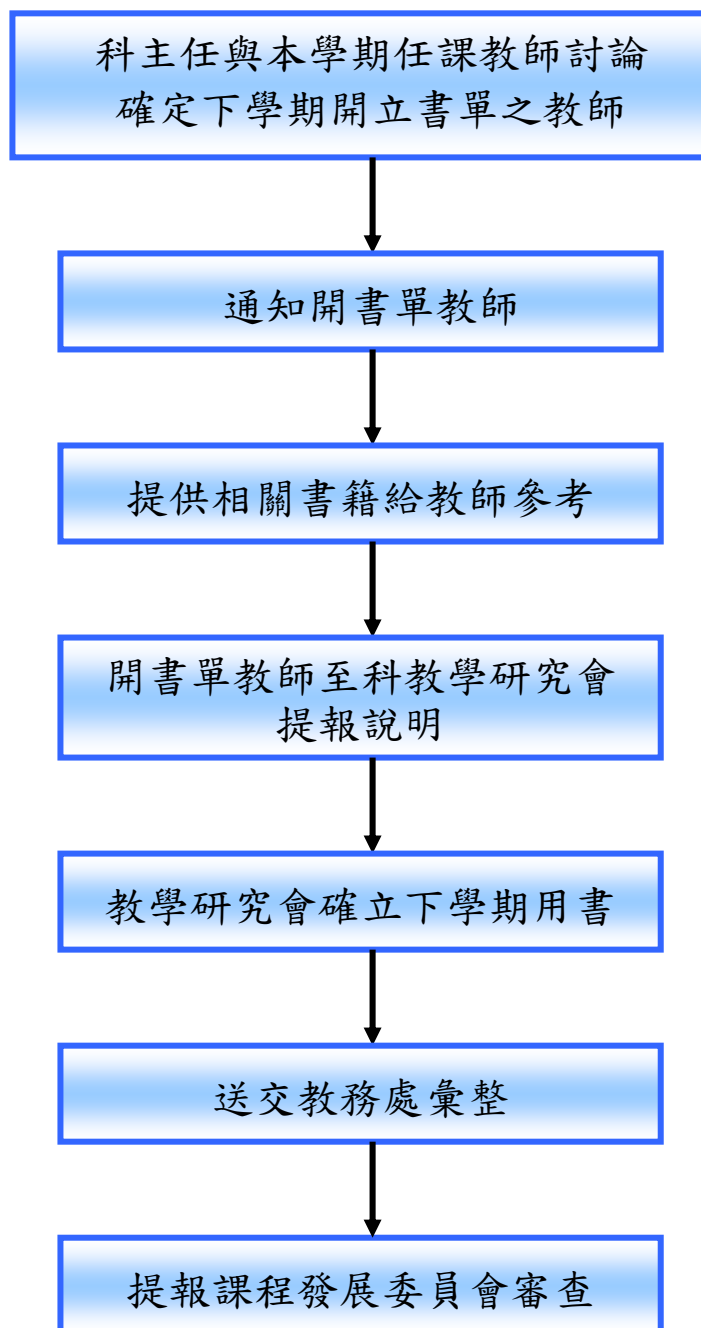 科主任與本學期任課教師討論
確定下學期開立書單之教師
通知開書單教師
提供相關書籍給教師參考
開書單教師至科教學研究會
提報說明
教學研究會確立下學期用書
送交教務處彙整
提報課程發展委員會審查